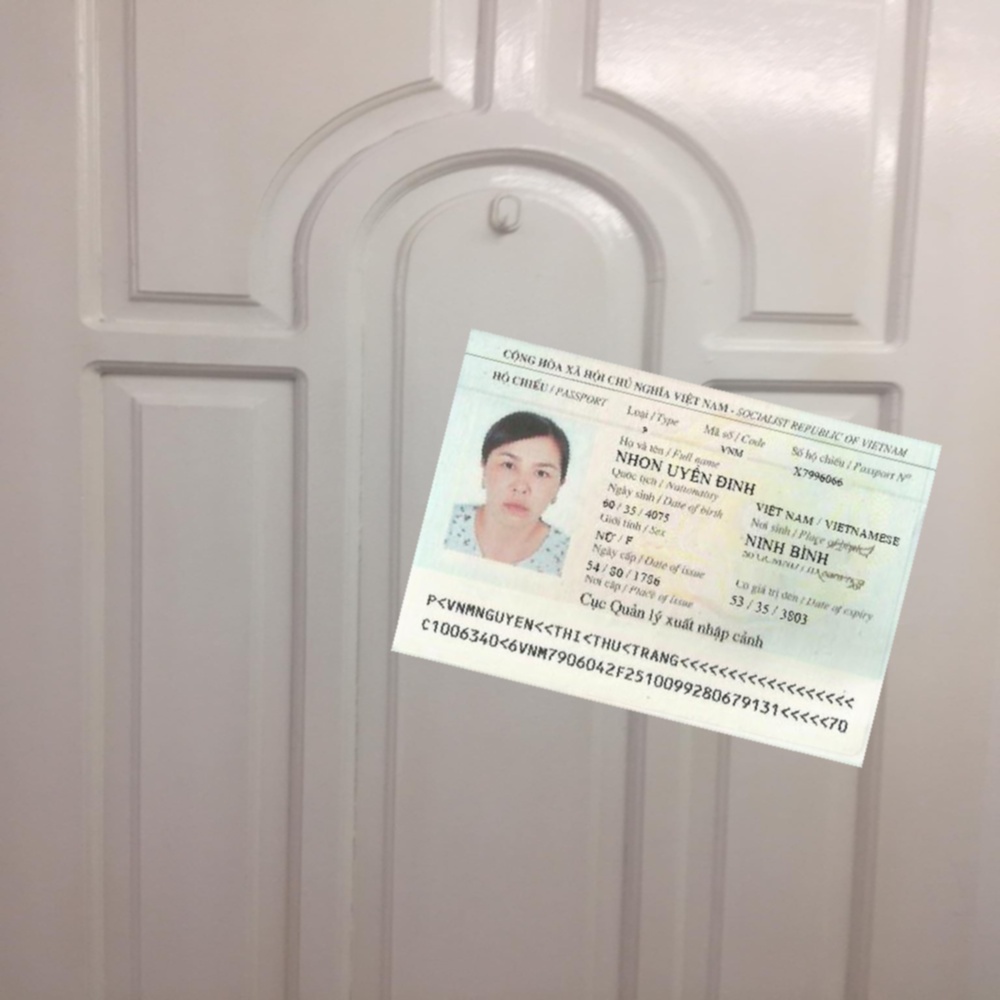 CỘNG HÒA XÃ HỘI CHỦ NGHĨA VIỆT NAM - SOCIALIST REPUBLIC OF VIETNAM
HỘ CHIẾU / PASSPORT
Loại / Type
Mã số / Code
Số hộ chiếu / Passport Nº
VNM
X7996066
Họ và tên / Full name
NHƠN UYỂN ĐINH
Quốc tịch / Nationality
VIỆT NAM / VIETNAMESE
Ngày sinh / Date of birth
Nơi sinh / Place
60 / 35 / 4075
NINH BÌNH
Giới tính / Sex
NỮ / F
Ngày cấp / Date of issue
Có giá trị đến / Date of expiry
54 / 80 / 1786
53 / 35 / 3803
Nơi cấp / Place of issue
Cục Quản lý xuất nhập cảnh
P<VNMNGUYEN<<THI<THU<TRANG<<<<<<<<<<<<<<<<<<
C1006340<6VNM7906042F2510099280679131<<<<<70